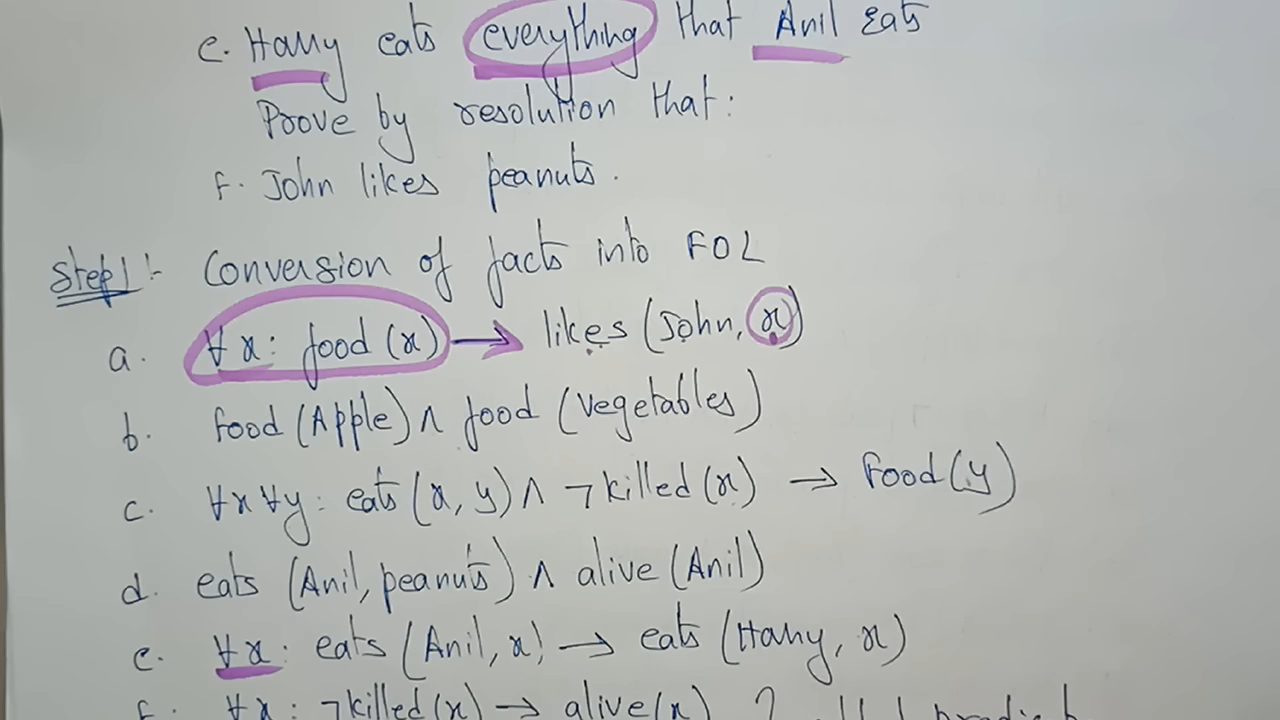 e. Harry eats everything that Anil Eats
Prove by resolution that:
f. John likes peanuts.
Step1:- Conversion of facts into FOL
a. ∀x: food(x) → likes (John, x)
b. food (Apple) ∧ food (vegetables)
c. ∀x ∀y: eats (x, y) ∧ ¬killed (x) → Food(y)
d. eats (Anil, peanuts) ∧ alive (Anil)
e. ∀x: eats (Anil, x) → eats (Harry, x)
f. ∀x: ¬killed(x) → alive(x)